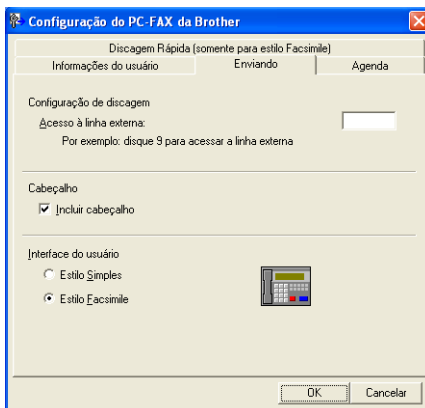 Configuração do PC-FAX da Brother
Discagem Rápida (somente para estilo Facsimile)
Informações do usuário
Enviando
Agenda
Configuração de discagem
Acesso à linha externa:
Por exemplo: disque 9 para acessar a linha externa
Cabeçalho
Incluir cabeçalho
Interface do usuário
Estilo Simples
Estilo Facsimile
OK
Cancelar